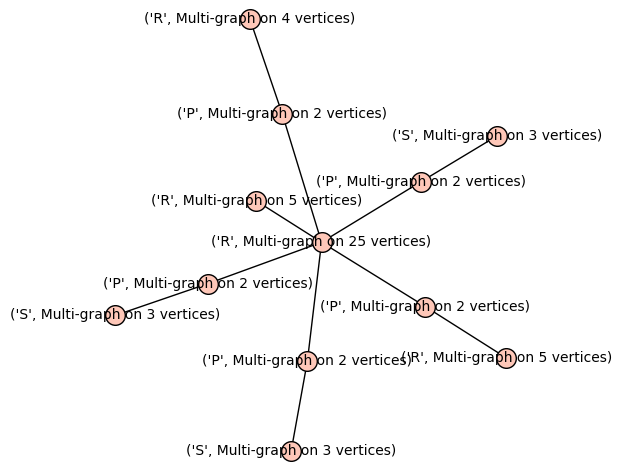 ('R', Multi-graph on 4 vertices)
('P', Multi-graph on 2 vertices)
('S', Multi-graph on 3 vertices)
('P', Multi-graph on 2 vertices)
('R', Multi-graph on 5 vertices)
('R', Multi-graph on 25 vertices)
('P', Multi-graph on 2 vertices)
('S', Multi-graph on 3 vertices)
('P', Multi-graph on 2 vertices)
('P', Multi-graph on 2 vertices)
('R', Multi-graph on 5 vertices)
('S', Multi-graph on 3 vertices)